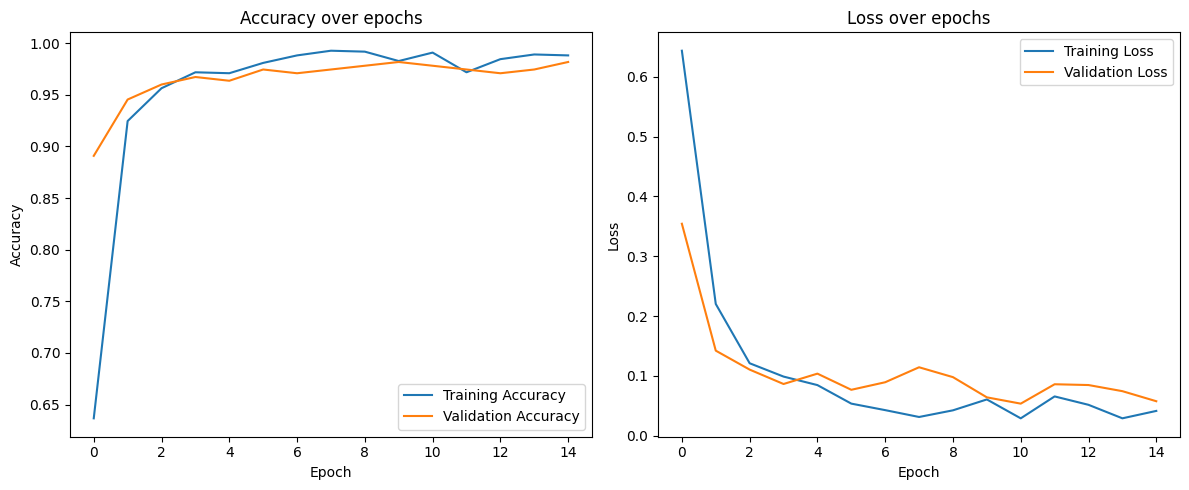 Accuracy over epochs
1.00
0.95
0.90
0.85
0.80
0.75
0.70
0.65
Accuracy
Training Accuracy
Validation Accuracy
0 2 4 6 8 10 12 14
Epoch
Loss over epochs
0.6
0.5
0.4
0.3
0.2
0.1
0.0
Loss
Training Loss
Validation Loss
0 2 4 6 8 10 12 14
Epoch